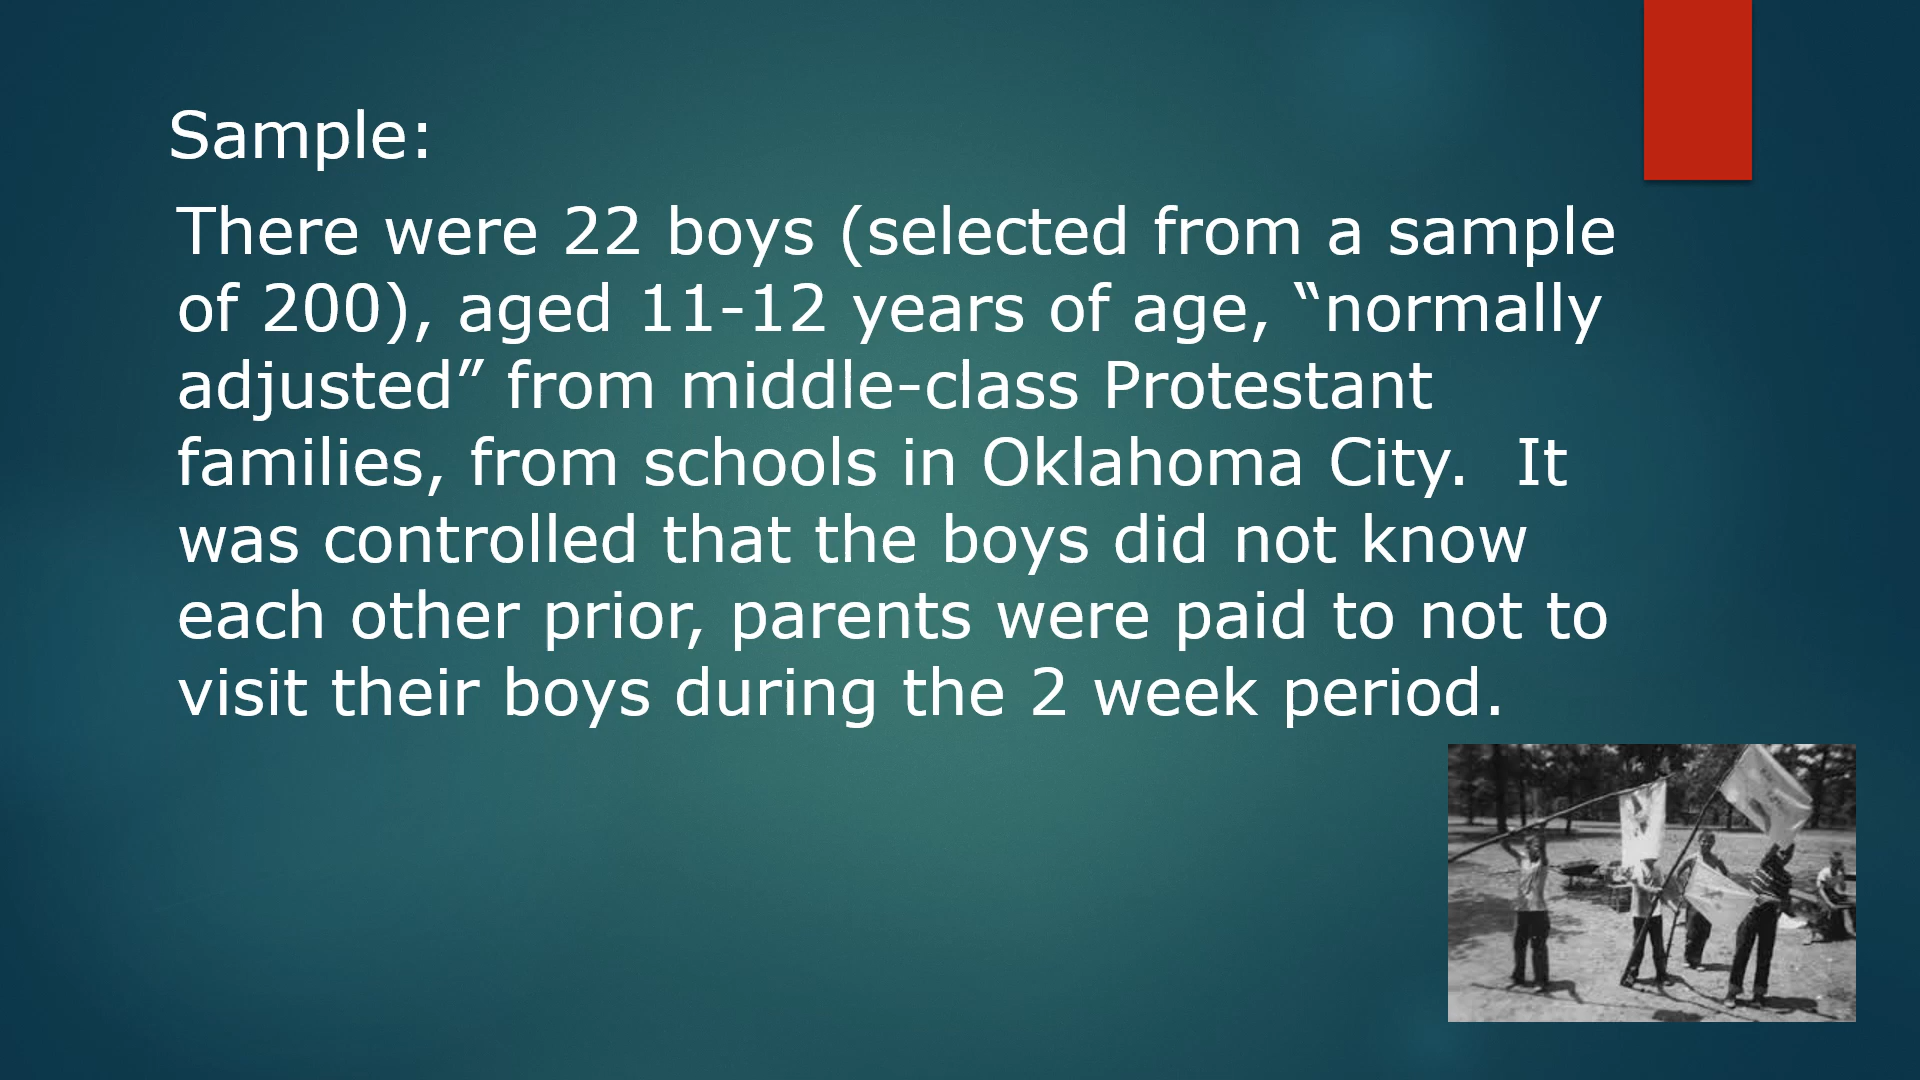 Sample:
There were 22 boys (selected from a sample
of 200), aged 11-12 years of age, “normally
adjusted” from middle-class Protestant
families, from schools in Oklahoma City.  It
was controlled that the boys did not know
each other prior, parents were paid to not to
visit their boys during the 2 week period.